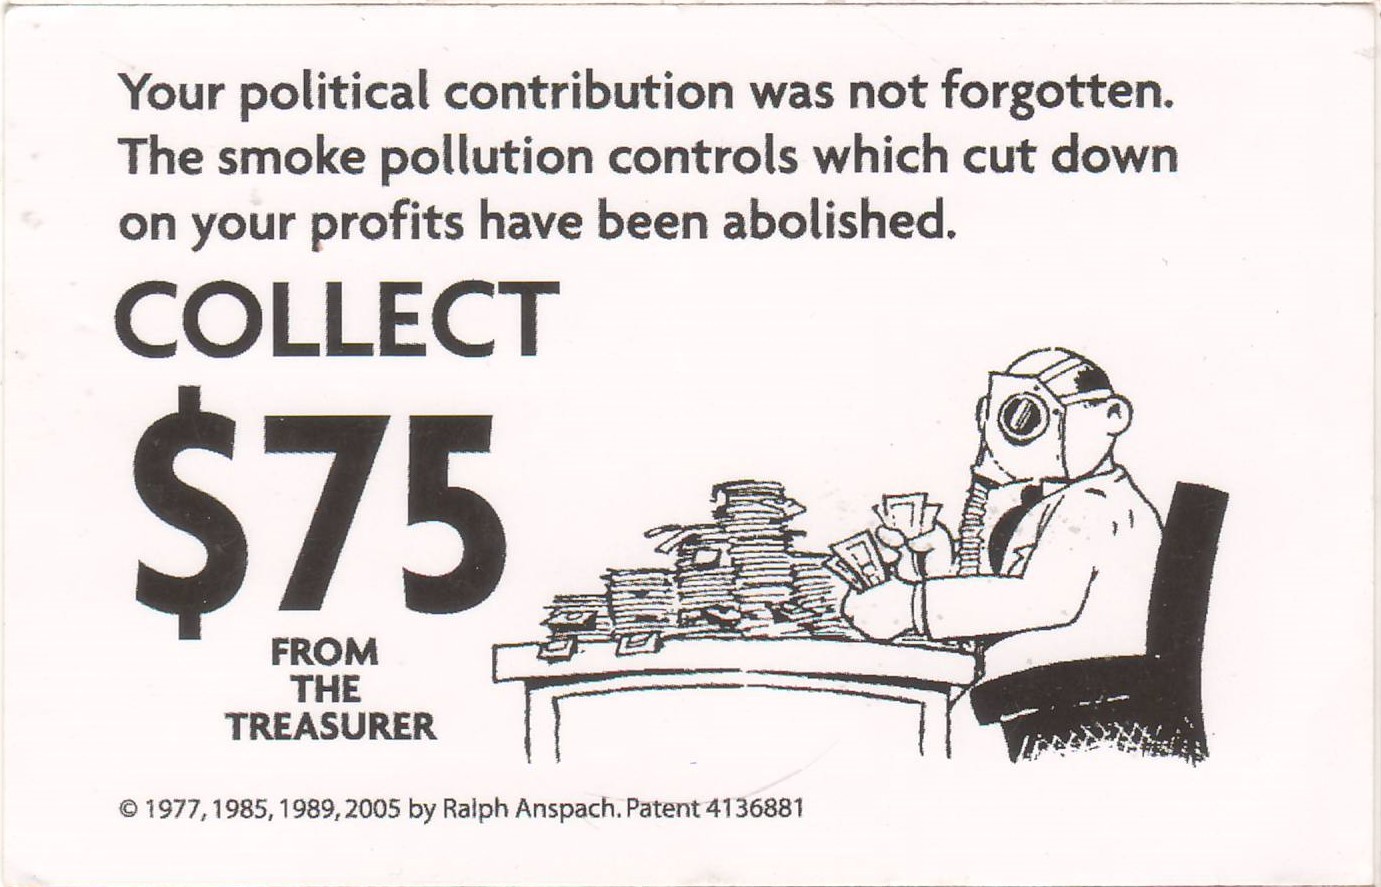 Your political contribution was not forgotten.
The smoke pollution controls which cut down
on your profits have been abolished.
COLLECT
$75
FROM
THE
TREASURER
© 1977, 1985, 1989, 2005 by Ralph Anspach. Patent 4136881